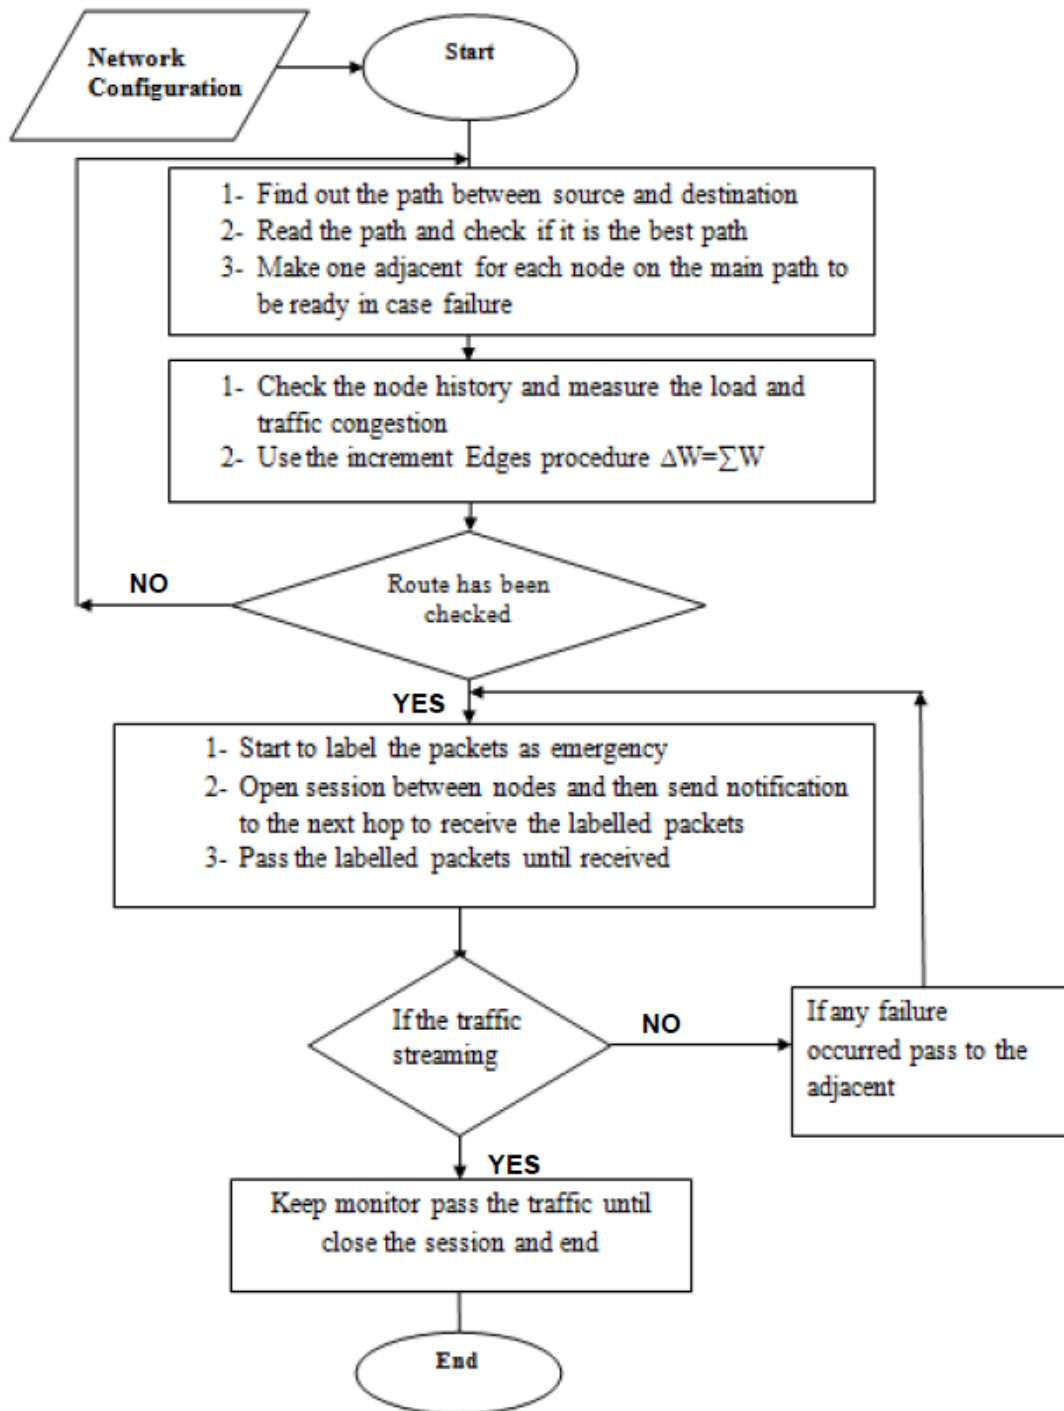 Network
Configuration
Start
1- Find out the path between source and destination
2- Read the path and check if it is the best path
3- Make one adjacent for each node on the main path to
be ready in case failure
1- Check the node history and measure the load and
traffic congestion
2- Use the increment Edges procedure ∆W=∑W
Route has been
checked
NO
YES
1- Start to label the packets as emergency
2- Open session between nodes and then send notification
to the next hop to receive the labelled packets
3- Pass the labelled packets until received
If the traffic
streaming
NO
If any failure
occurred pass to the
adjacent
YES
Keep monitor pass the traffic until
close the session and end
End